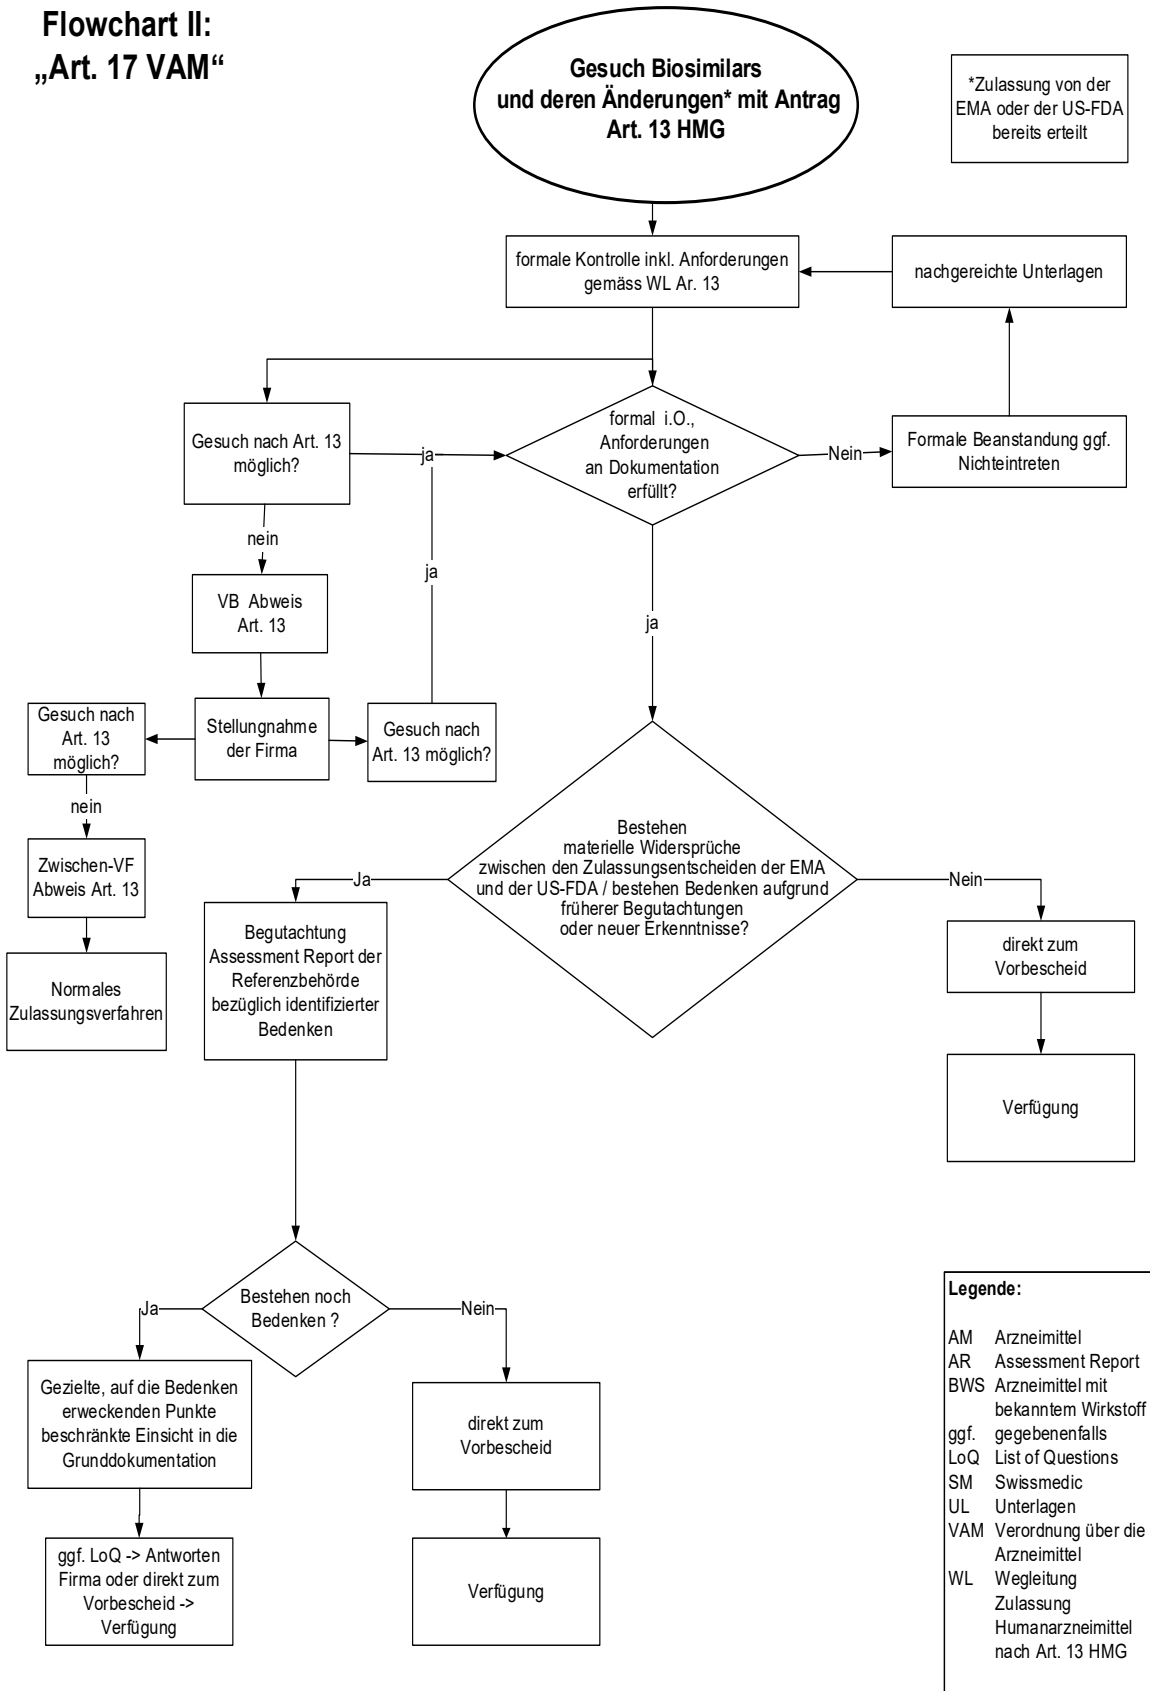 Flowchart II:
„Art. 17 VAM“
Gesuch Biosimilars
und deren Änderungen* mit Antrag
Art. 13 HMG
*Zulassung von der
EMA oder der US-FDA
bereits erteilt
formale Kontrolle inkl. Anforderungen
gemäss WL Ar. 13
nachgereichte Unterlagen
Gesuch nach Art. 13
möglich?
ja
formal i.O.,
Anforderungen
an Dokumentation
erfüllt?
Nein
Formale Beanstandung ggf.
Nichteintreten
nein
ja
VB Abweis
Art. 13
ja
Gesuch nach
Art. 13
möglich?
Stellungnahme
der Firma
Gesuch nach
Art. 13 möglich?
nein
Zwischen-VF
Abweis Art. 13
Normales
Zulassungsverfahren
Bestehen
materielle Widersprüche
zwischen den Zulassungsentscheiden der EMA
und der US-FDA / bestehen Bedenken aufgrund
früherer Begutachtungen
oder neuer Erkenntnisse?
Ja
Nein
Begutachtung
Assessment Report der
Referenzbehörde
bezüglich identifizierter
Bedenken
direkt zum
Vorbescheid
Verfügung
Bestehen noch
Bedenken ?
Ja
Nein
Gezielte, auf die Bedenken
erweckenden Punkte
beschränkte Einsicht in die
Grunddokumentation
direkt zum
Vorbescheid
ggf. LoQ -> Antworten
Firma oder direkt zum
Vorbescheid ->
Verfügung
Verfügung
Legende:
AM Arzneimittel
AR Assessment Report
BWS Arzneimittel mit
bekanntem Wirkstoff
ggf. gegebenenfalls
LoQ List of Questions
SM Swissmedic
UL Unterlagen
VAM Verordnung über die
Arzneimittel
WL Wegleitung
Zulassung
Humanarzneimittel
nach Art. 13 HMG